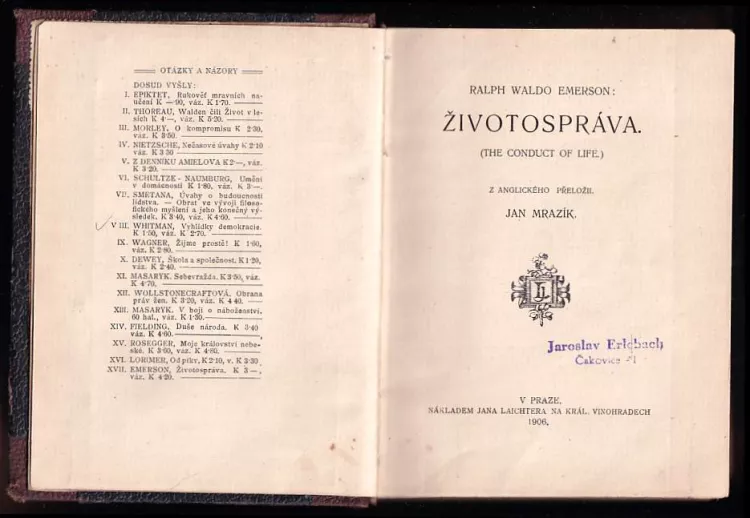 OTÁZKY A NÁZORY
DOSUD VYŠLY:
I. EPIKTET, Rukověť mravních na-
učení K —·90, váz. K 1·70.
II. THOREAU, Walden čili Život v le-
sích K 4·—, váz. K 5·20.
III. MORLEY, O kompromisu K 2·30,
váz. K 3·50.
IV. NIETZSCHE, Nečasové úvahy K 2·10
váz. K 3·50
V. Z DENNIKU AMIELOVA K 2·—, váz.
K 3·20.
VI. SCHULTZE - NAUMBURG, Umění
v domácnosti K 1·80, váz. K 3·—.
VII. SMETANA, Úvahy o budoucnosti
lidstva. — Obrat ve vývoji filoso-
fického myšlení a jeho konečný vý-
sledek. K 3·40, váz. K 4·60.
VIII. WHITMAN, Vyhlídky demokracie.
K 1·50, váz. K 2·70.
IX. WAGNER, Žijme prostě! K 1·60,
váz. K 2·80.
X. DEWEY, Škola a společnost. K 1·20,
váz. K 2·40.
XI. MASARYK. Sebevražda. K 3·50, váz.
K 4·70.
XII. WOLLSTONECRAFTOVÁ. Obrana
práv žen. K 3·20, váz. K 4·40.
XIII. MASARYK. V boji o náboženství.
60 hal., váz. K 1·30.
XIV. FIELDING, Duše národa. K 3·40
váz. K 4·60.
XV. ROSEGGER, Moje království nebe-
ské. K 3·60, váz. K 4·80.
XVI. LORIMER, Od pikv, K 2·10, v. K 3·30
XVII. EMERSON, Životospráva. K 3·—,
váz. K 4·20.
RALPH WALDO EMERSON:
ŽIVOTOSPRÁVA.
(THE CONDUCT OF LIFE.)
Z ANGLICKÉHO PŘELOŽIL
JAN MRAZÍK.
JL
Jaroslav Erlebach
Čakovice
V PRAZE.
NÁKLADEM JANA LAICHTERA NA KRÁL. VINOHRADECH
1906.